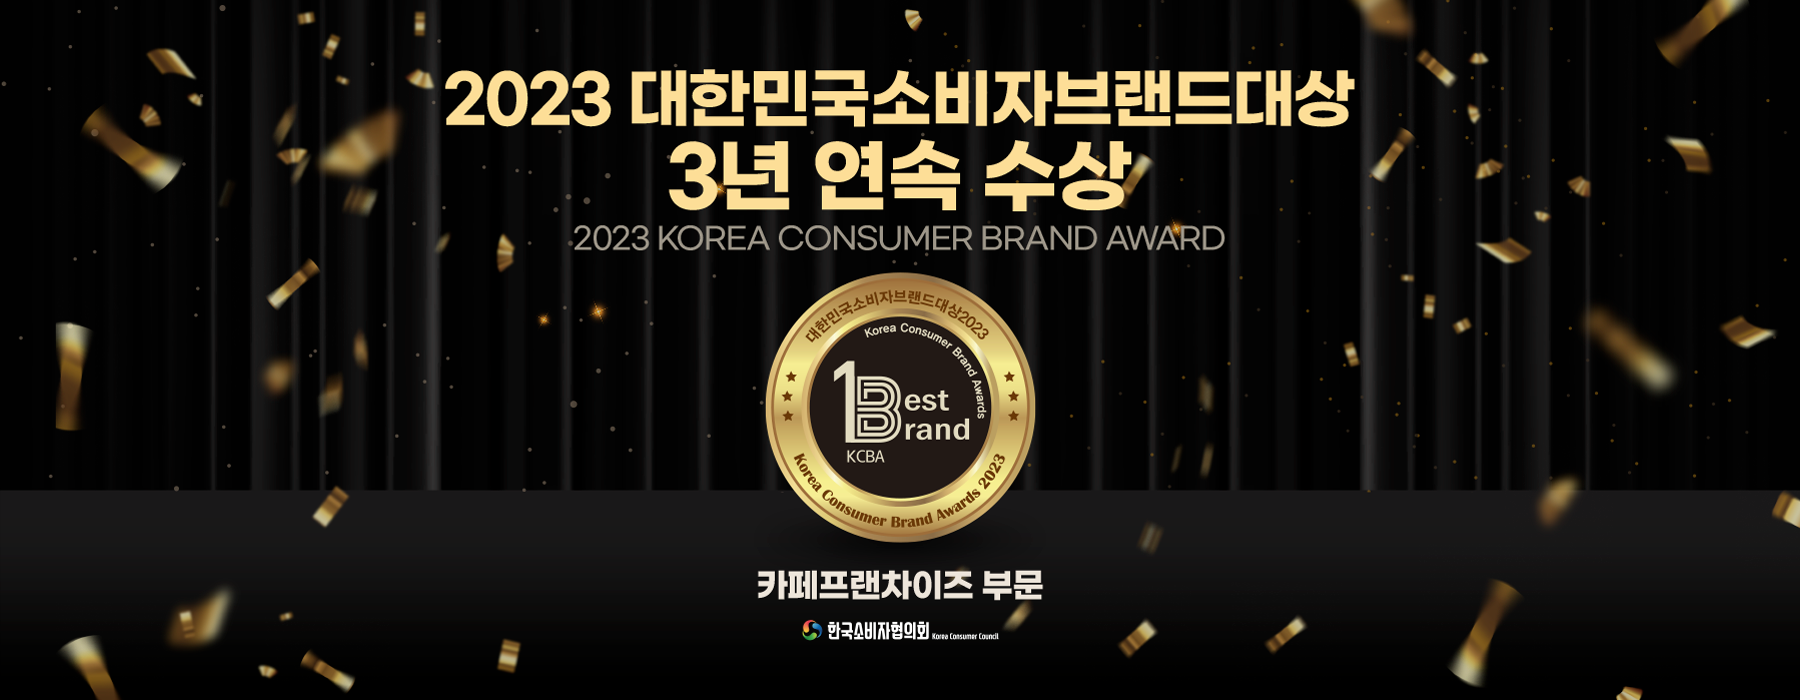 2023 대한민국소비자브랜드대상
3년 연속 수상
2023 KOREA CONSUMER BRAND AWARD
대한민국소비자브랜드대상2023
Korea Consumer Brand Awards
1Best
Brand
KCBA
Korea Consumer Brand Awards 2023
카페프랜차이즈 부문
한국소비자협의회 Korea Consumer Council